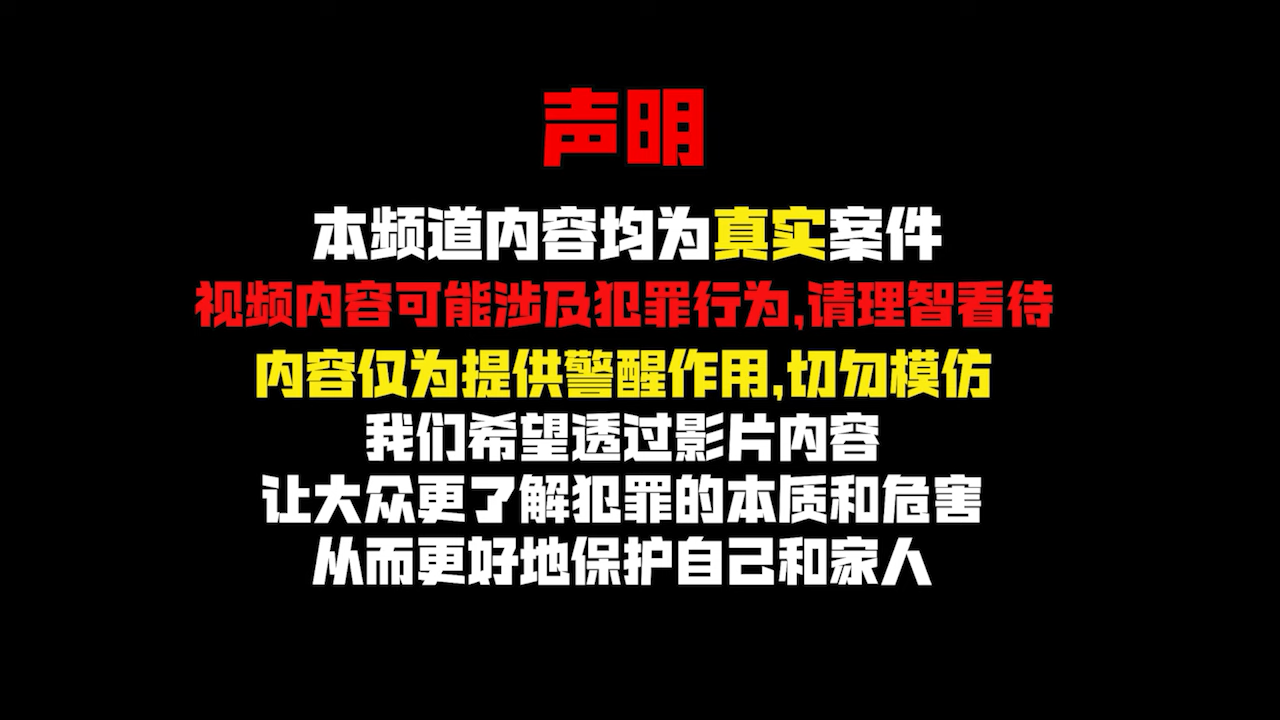 声明
本频道内容均为真实案件
视频内容可能涉及犯罪行为,请理智看待
内容仅为提供警醒作用,切勿模仿
我们希望透过影片内容
让大众更了解犯罪的本质和危害
从而更好地保护自己和家人